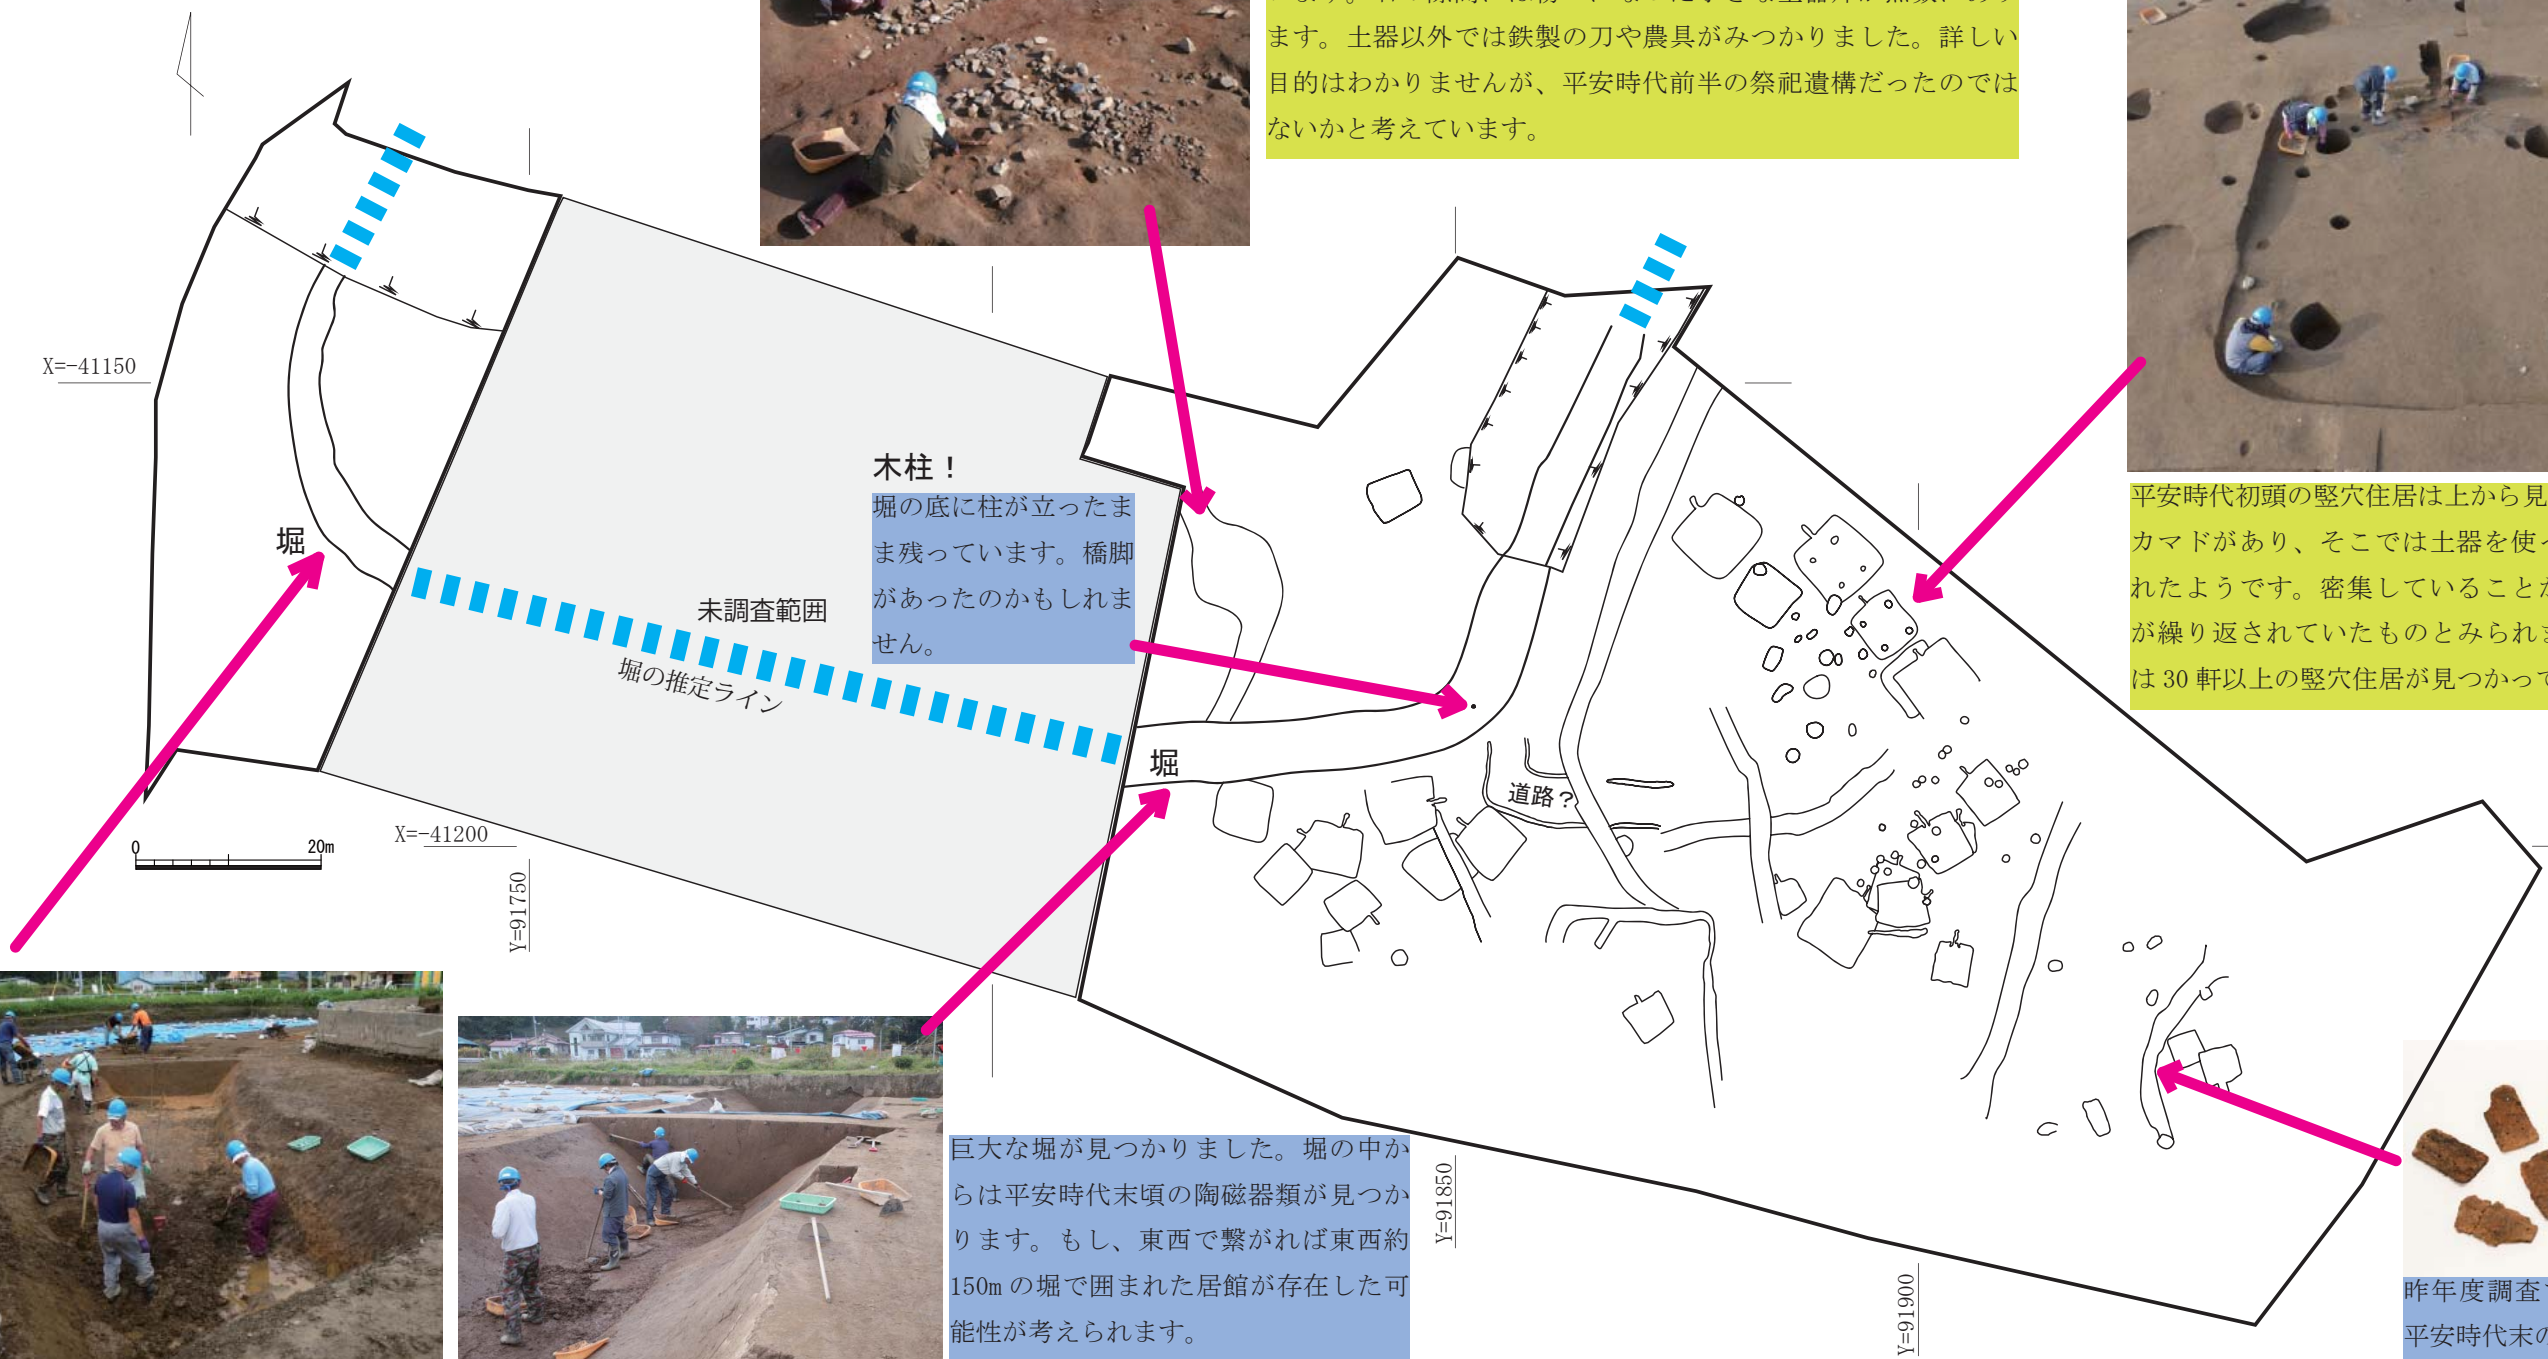 ます。土器以外では鉄製の刀や農具がみつかりました。詳しい
目的はわかりませんが、平安時代前半の祭祀遺構だったのでは
ないかと考えています。
X=-41150
木柱！
堀の底に柱が立ったま
ま残っています。橋脚
があったのかもしれま
せん。
堀
未調査範囲
堀の推定ライン
堀
道路？
平安時代初頭の竪穴住居は上から見
カマドがあり、そこでは土器を使
れたようです。密集していることか
が繰り返されていたものとみられま
は 30 軒以上の竪穴住居が見つかって
0
20m
X=-41200
Y=91750
巨大な堀が見つかりました。堀の中か
らは平安時代末頃の陶磁器類が見つか
ります。もし、東西で繋がれば東西約
150m の堀で囲まれた居館が存在した可
能性が考えられます。
Y=91850
Y=91900
昨年度調査
平安時代末の